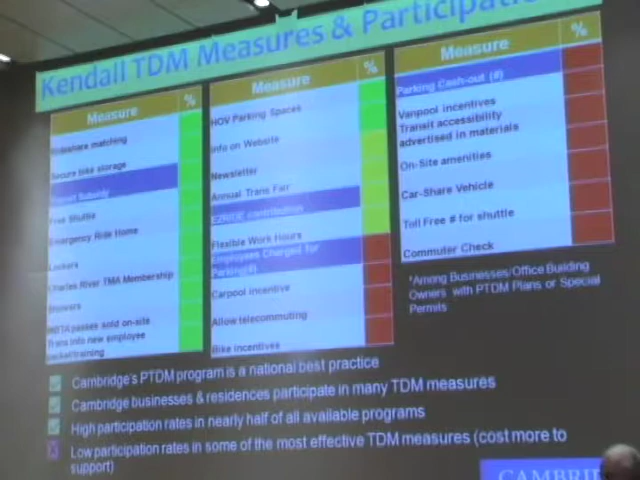 Kendall TDM Measures & Participati
Measure %
Rideshare matching
Secure bike storage
Transit Subsidy
Free Shuttle
Emergency Ride Home
Lockers
Charles River TMA Membership
Showers
MBTA passes sold on-site
Trans info new employee
packet/training
Measure %
HOV Parking Spaces
Info on Website
Newsletter
Annual Trans Fair
EZRIDE contribution
Flexible Work Hours
Employees Charged for
Parking(#)
Carpool incentive
Allow telecommuting
Bike incentives
Measure %
Parking Cash-out (#)
Vanpool incentives
Transit accessibility
advertised in materials
On-Site amenities
Car-Share Vehicle
Toll Free # for shuttle
Commuter Check
*Among Businesses/Office Building
Owners with PTDM Plans or Special
Permits
Cambridge's PTDM program is a national best practice
Cambridge businesses & residences participate in many TDM measures
High participation rates in nearly half of all available programs
Low participation rates in some of the most effective TDM measures (cost more to
support)
CAMBRI